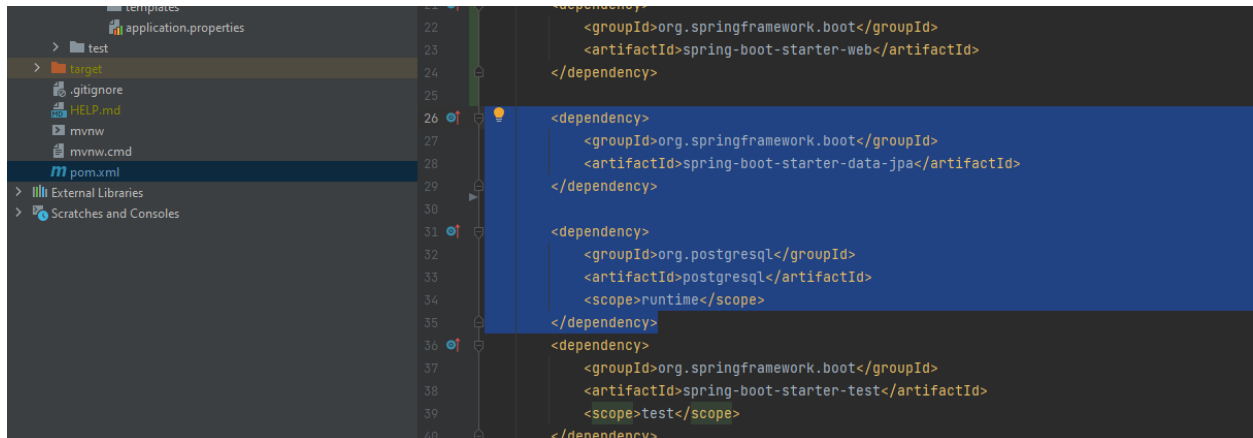 templates
application.properties
test
target
.gitignore
HELP.md
mvnw
mvnw.cmd
pom.xml
External Libraries
Scratches and Consoles
21 <dependency>
22 <groupId>org.springframework.boot</groupId>
23 <artifactId>spring-boot-starter-web</artifactId>
24 </dependency>
25
26 <dependency>
27 <groupId>org.springframework.boot</groupId>
28 <artifactId>spring-boot-starter-data-jpa</artifactId>
29 </dependency>
30
31 <dependency>
32 <groupId>org.postgresql</groupId>
33 <artifactId>postgresql</artifactId>
34 <scope>runtime</scope>
35 </dependency>
36 <dependency>
37 <groupId>org.springframework.boot</groupId>
38 <artifactId>spring-boot-starter-test</artifactId>
39 <scope>test</scope>
40 </dependency>